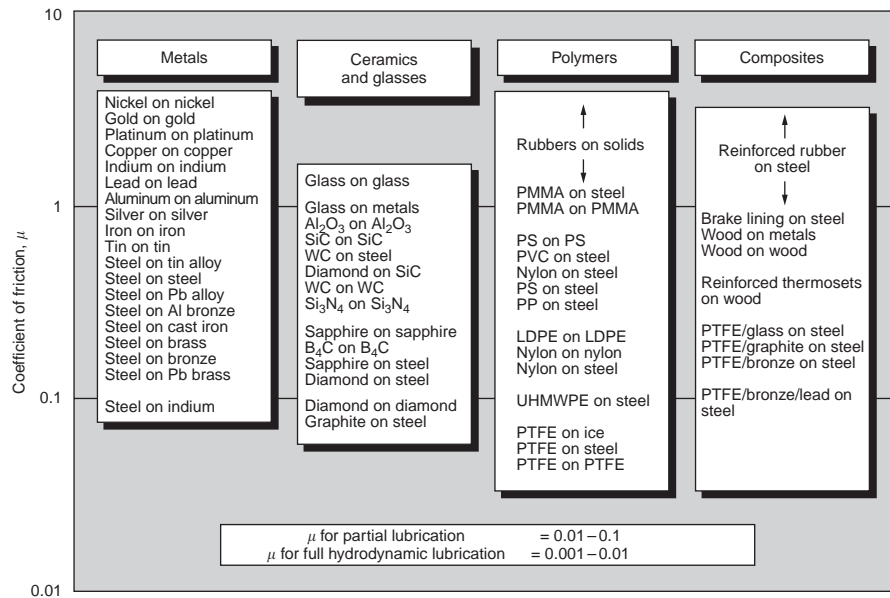 10
1
0.1
0.01
Coefficient of friction, μ
Metals
Nickel on nickel
Gold on gold
Platinum on platinum
Copper on copper
Indium on indium
Lead on lead
Aluminum on aluminum
Silver on silver
Iron on iron
Tin on tin
Steel on tin alloy
Steel on steel
Steel on Pb alloy
Steel on Al bronze
Steel on cast iron
Steel on brass
Steel on bronze
Steel on Pb brass
Steel on indium
Ceramics
and glasses
Glass on glass
Glass on metals
Al₂O₃ on Al₂O₃
SiC on SiC
WC on steel
Diamond on SiC
WC on WC
Si₃N₄ on Si₃N₄
Sapphire on sapphire
B₄C on B₄C
Sapphire on steel
Diamond on steel
Diamond on diamond
Graphite on steel
Polymers
Rubbers on solids
PMMA on steel
PMMA on PMMA
PS on PS
PVC on steel
Nylon on steel
PS on steel
PP on steel
LDPE on LDPE
Nylon on nylon
Nylon on steel
UHMWPE on steel
PTFE on ice
PTFE on steel
PTFE on PTFE
Composites
Reinforced rubber
on steel
Brake lining on steel
Wood on metals
Wood on wood
Reinforced thermosets
on wood
PTFE/glass on steel
PTFE/graphite on steel
PTFE/bronze on steel
PTFE/bronze/lead on
steel
μ for partial lubrication = 0.01–0.1
μ for full hydrodynamic lubrication = 0.001–0.01